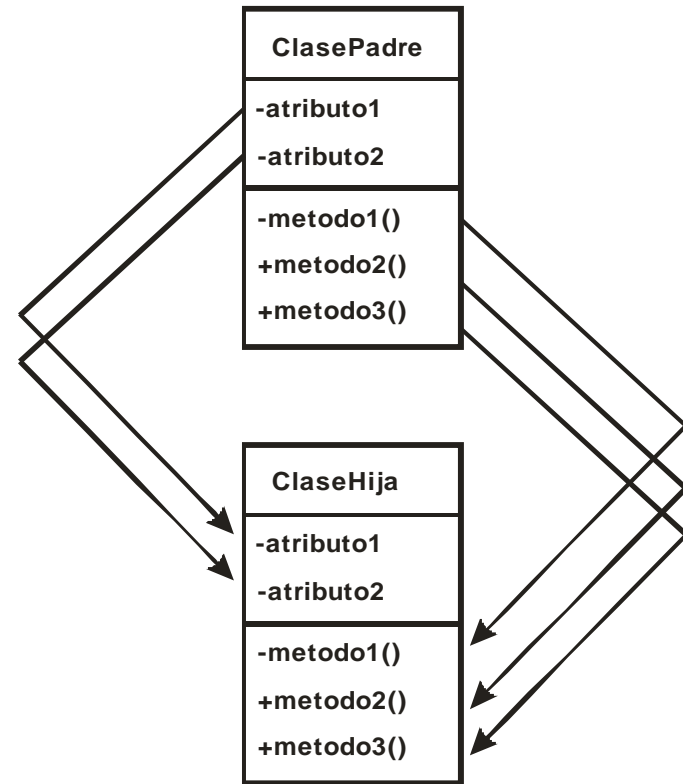 ClasePadre
-atributo1
-atributo2
-metodo1()
+metodo2()
+metodo3()
ClaseHija
-atributo1
-atributo2
-metodo1()
+metodo2()
+metodo3()